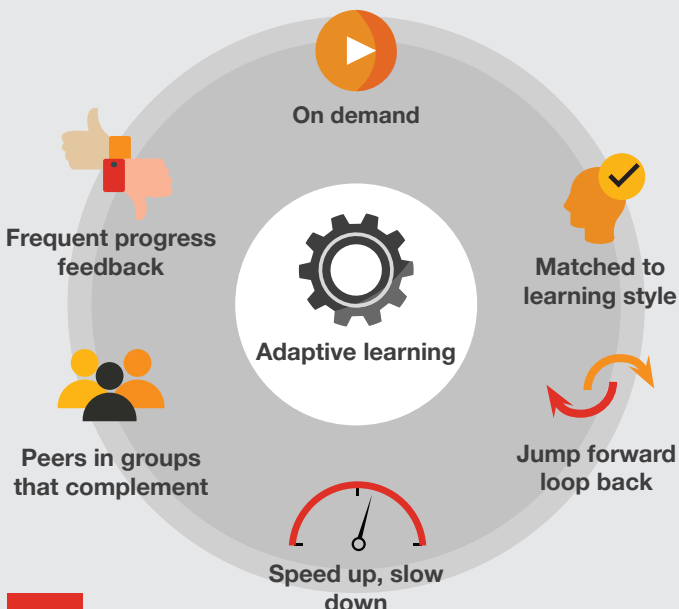 On demand
Frequent progress
feedback
Matched to
learning style
Adaptive learning
Peers in groups
that complement
Jump forward
loop back
Speed up, slow
down